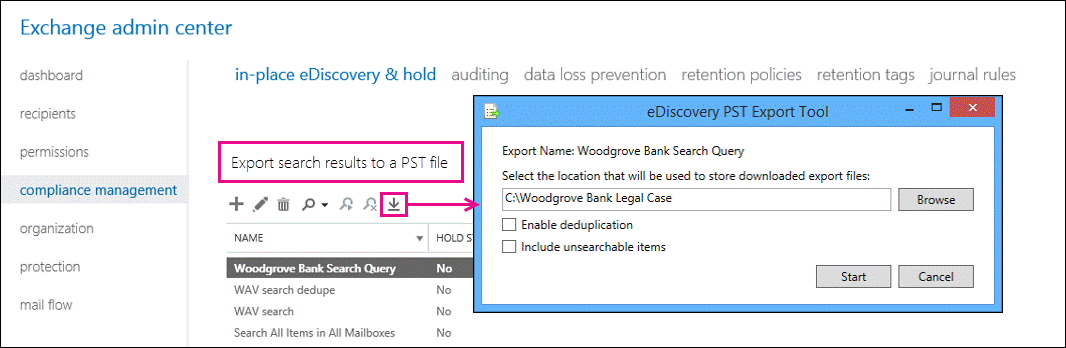 Exchange admin center
dashboard
recipients
permissions
compliance management
organization
protection
mail flow
in-place eDiscovery & hold auditing data loss prevention retention policies retention tags journal rules
Export search results to a PST file
NAME HOLD ST
Woodgrove Bank Search Query No
WAV search dedupe No
WAV search No
Search All Items in All Mailboxes No
eDiscovery PST Export Tool
Export Name: Woodgrove Bank Search Query
Select the location that will be used to store downloaded export files:
C:\Woodgrove Bank Legal Case Browse
Enable deduplication
Include unsearchable items
Start Cancel